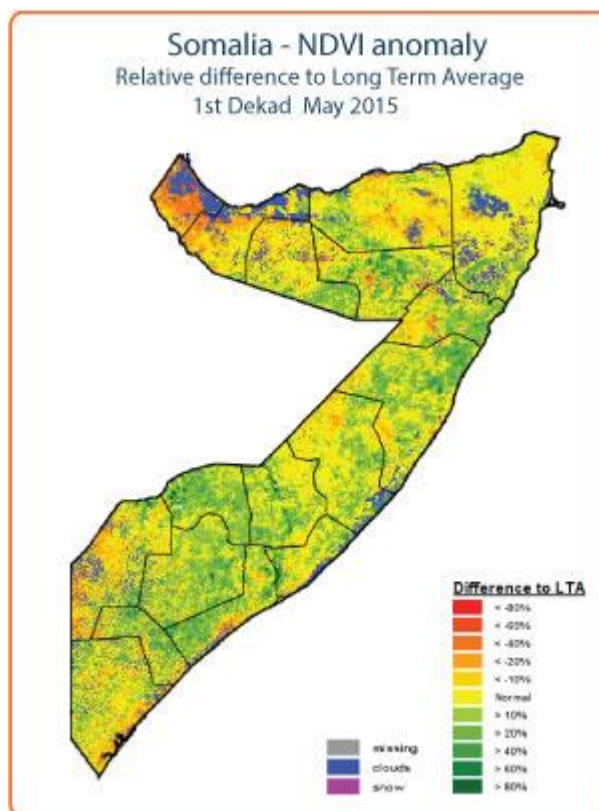 Somalia - NDVI anomaly
Relative difference to Long Term Average
1st Dekad May 2015
Difference to LTA
< -80%
< -60%
< -40%
< -20%
< -10%
Normal
> 10%
> 20%
> 40%
> 60%
> 80%
missing
clouds
snow